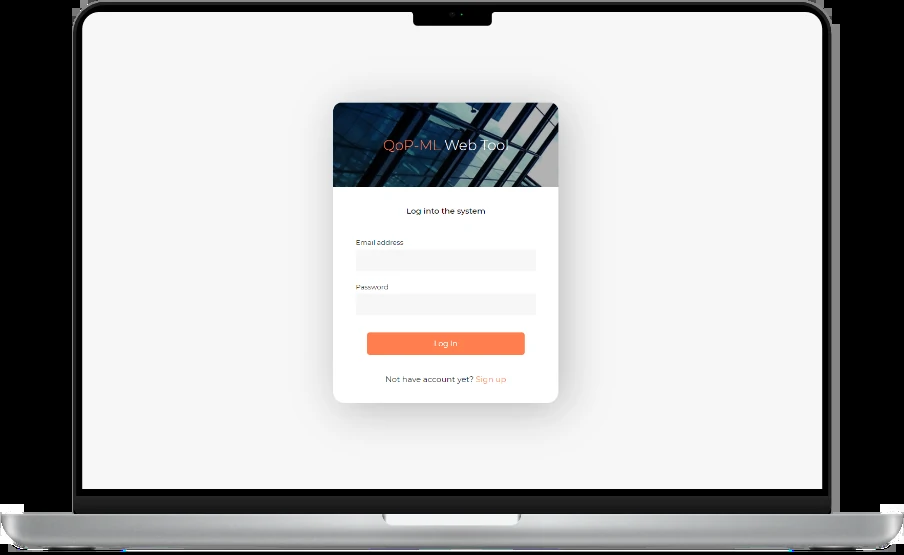 QoP-ML Web Tool
Log into the system
Email address
Password
Log in
Not have account yet? Sign up